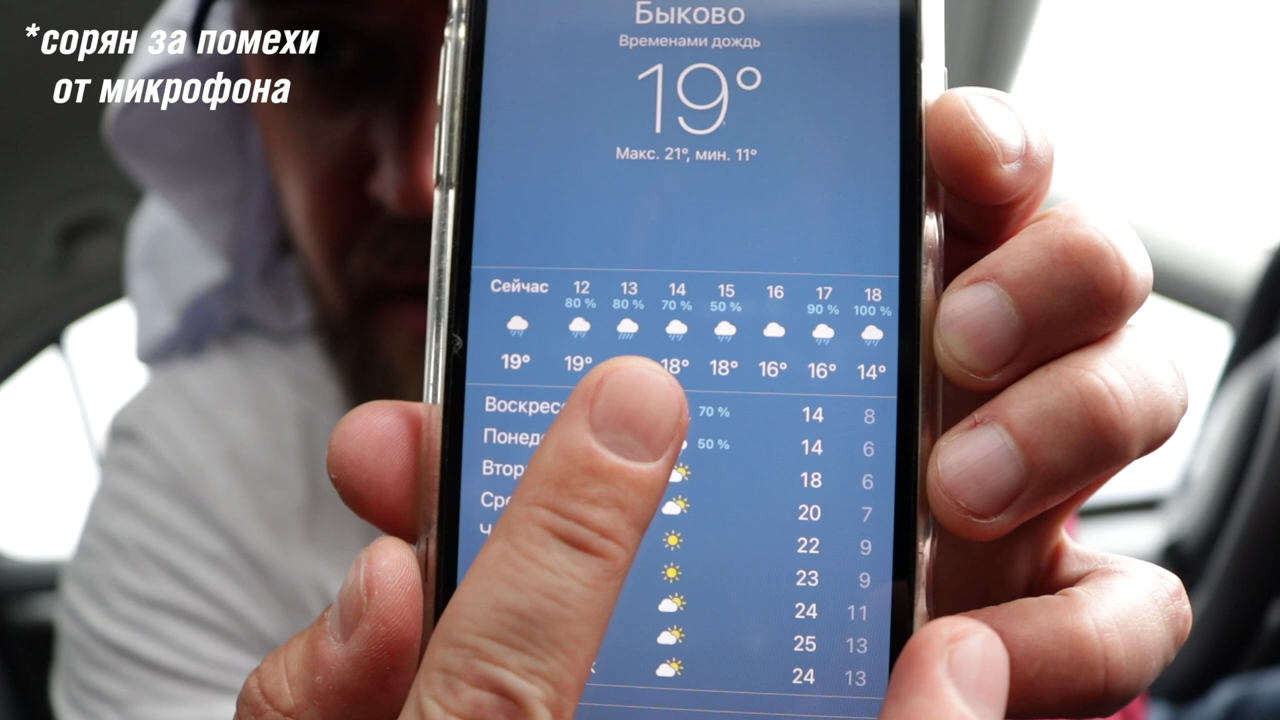 *сорян за помехи
от микрофона
Быково
Временами дождь
19°
Макс. 21°, мин. 11°
Сейчас 12 13 14 15 16 17 18
80 % 80 % 70 % 50 % 90 % 100 %
19° 19° 18° 18° 16° 16° 14°
70 % 14 8
50 % 14 6
18 6
20 7
22 9
23 9
24 11
25 13
24 13